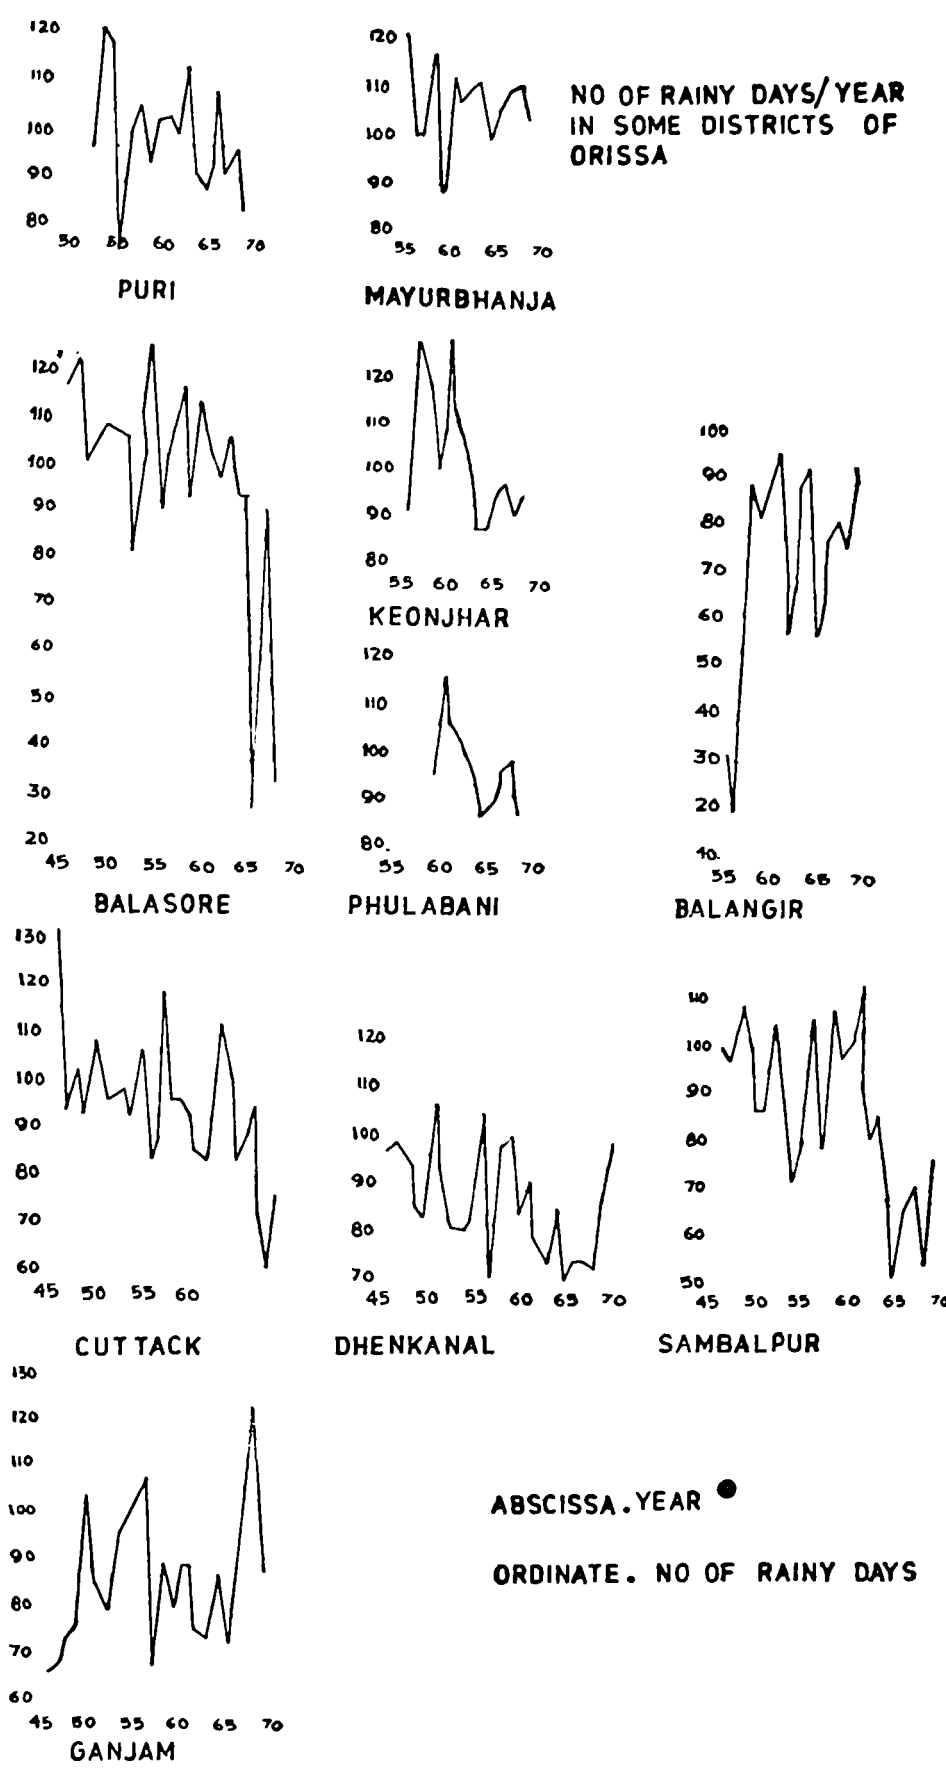 120
110
100
90
80
50 55 60 65 70
PURI
120
110
100
90
80
55 60 65 70
MAYURBHANJA
NO OF RAINY DAYS/YEAR
IN SOME DISTRICTS OF
ORISSA
120
110
100
90
80
70
60
50
40
30
20
45 50 55 60 65 70
BALASORE
120
110
100
90
80
55 60 65 70
KEONJHAR
120
110
100
90
80.
55 60 65 70
PHULABANI
100
90
80
70
60
50
40
30
20
40.
55 60 65 70
BALANGIR
130
120
110
100
90
80
70
60
45 50 55 60
CUTTACK
120
110
100
90
80
70
45 50 55 60 65 70
DHENKANAL
110
100
90
80
70
60
50
45 50 55 60 65 70
SAMBALPUR
130
120
110
100
90
80
70
60
45 50 55 60 65 70
GANJAM
ABSCISSA. YEAR
ORDINATE. NO OF RAINY DAYS